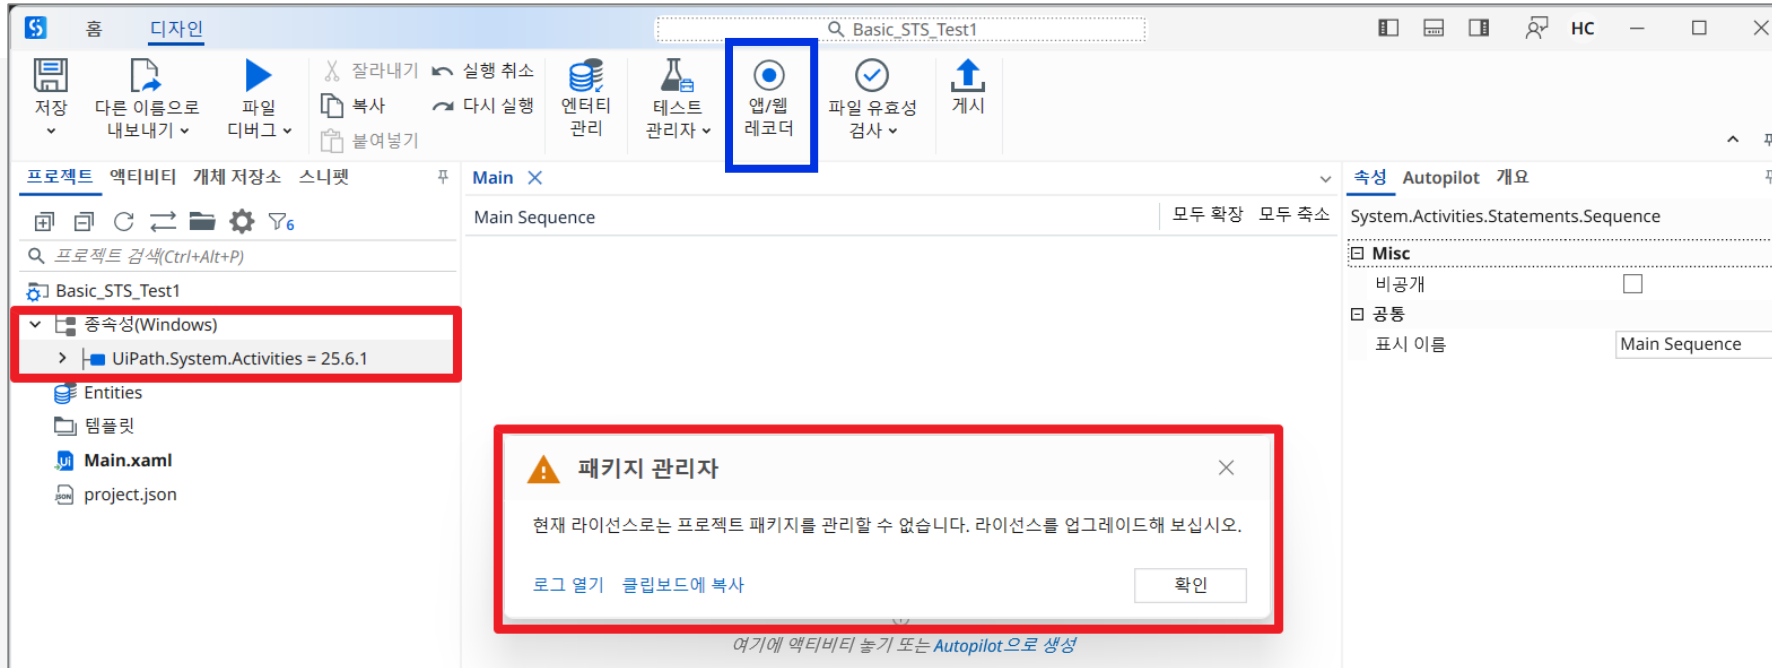 홈
디자인
Basic_STS_Test1
HC
저장
다른 이름으로
내보내기
파일
디버그
잘라내기
복사
붙여넣기
실행 취소
다시 실행
엔터티
관리
테스트
관리자
앱/웹
레코더
파일 유효성
검사
게시
프로젝트 액티비티 개체 저장소 스니펫
6
프로젝트 검색(Ctrl+Alt+P)
Basic_STS_Test1
종속성(Windows)
UiPath.System.Activities = 25.6.1
Entities
템플릿
Main.xaml
project.json
Main
Main Sequence
모두 확장 모두 축소
패키지 관리자
현재 라이선스로는 프로젝트 패키지를 관리할 수 없습니다. 라이선스를 업그레이드해 보십시오.
로그 열기 클립보드에 복사
확인
여기에 액티비티 놓기 또는 Autopilot으로 생성
속성 Autopilot 개요
System.Activities.Statements.Sequence
Misc
비공개
공통
표시 이름 Main Sequence